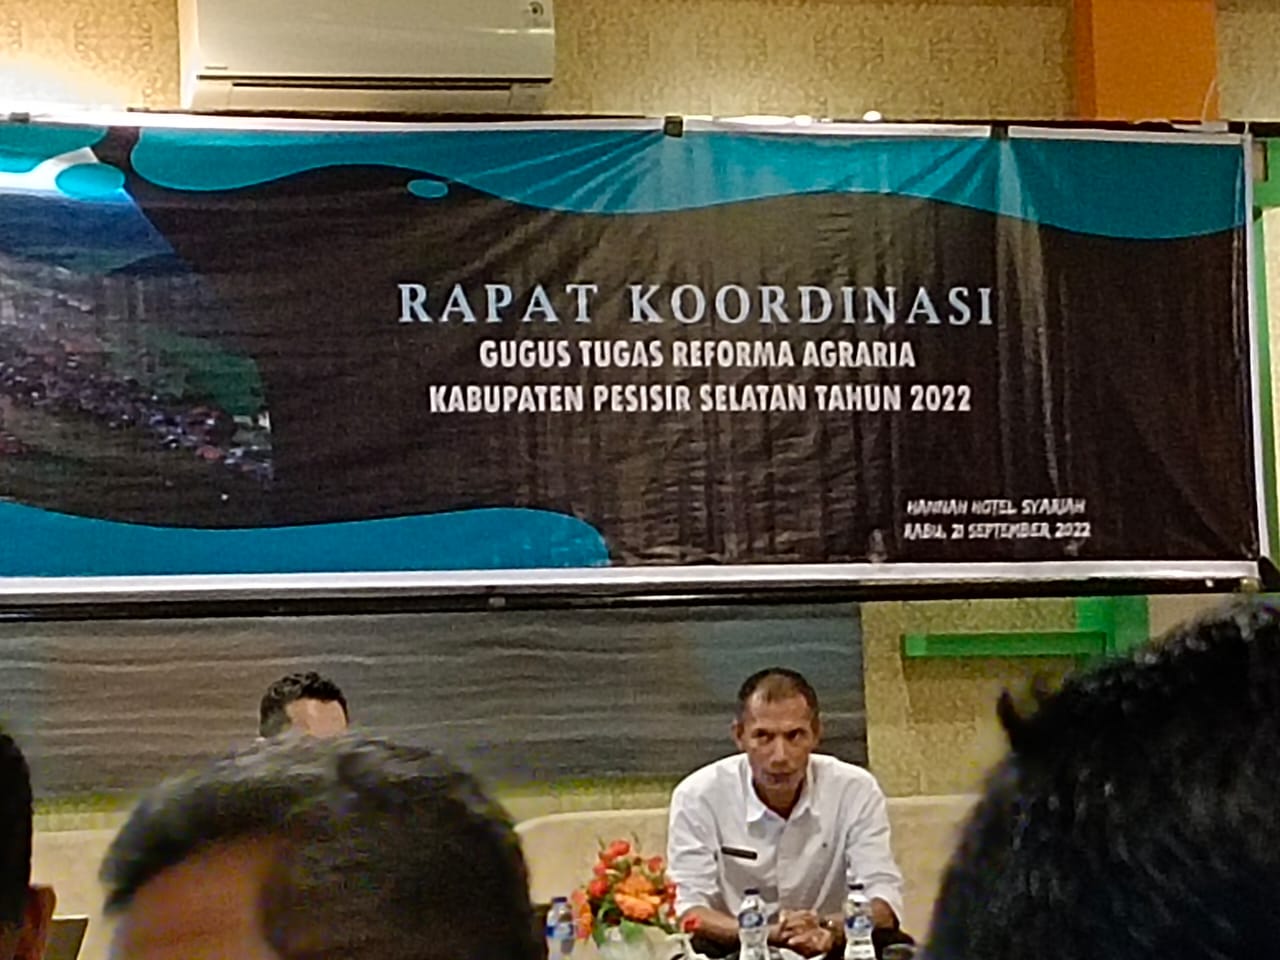 RAPAT KOORDINASI
GUGUS TUGAS REFORMA AGRARIA
KABUPATEN PESISIR SELATAN TAHUN 2022
HANNAH HOTEL SYARIAH
RABU, 21 SEPTEMBER 2022